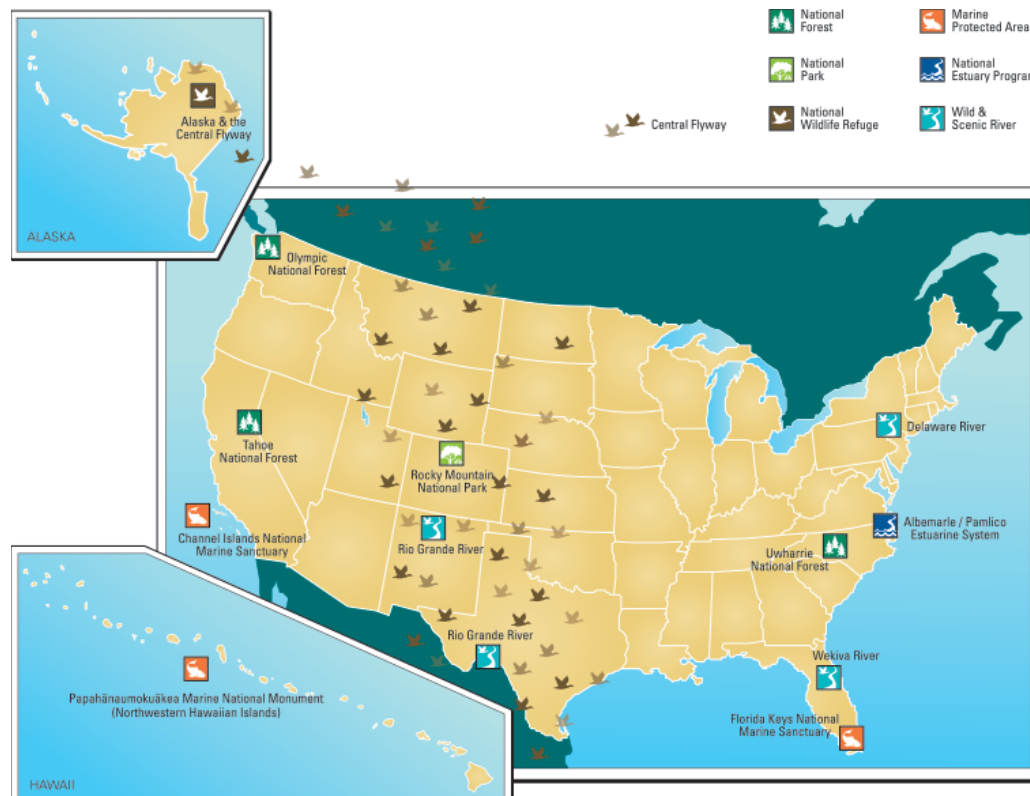 National
Forest
Marine
Protected Area
National
Park
National
Estuary Program
Central Flyway
National
Wildlife Refuge
Wild &
Scenic River
Alaska & the
Central Flyway
ALASKA
Olympic
National Forest
Tahoe
National Forest
Rocky Mountain
National Park
Delaware River
Channel Islands National
Marine Sanctuary
Rio Grande River
Albemarle / Pamlico
Estuarine System
Uwharrie
National Forest
Rio Grande River
Wekiva River
Papahänaumokuäkea Marine National Monument
(Northwestern Hawaiian Islands)
Florida Keys National
Marine Sanctuary
HAWAII